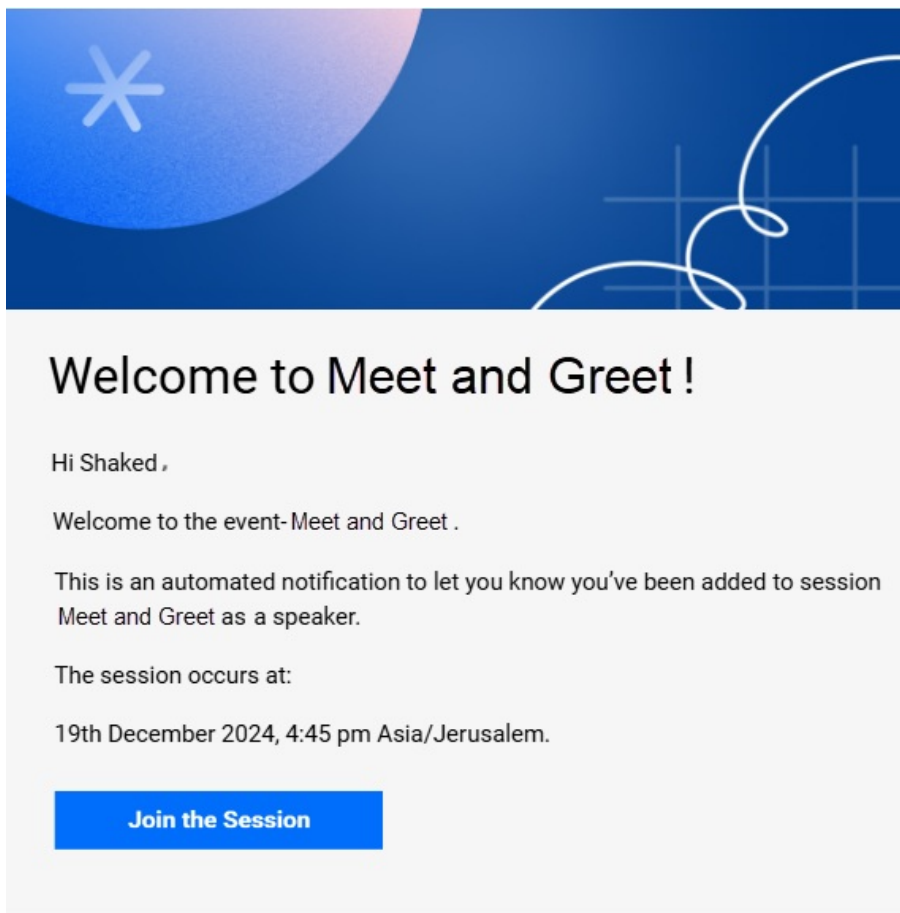 Welcome to Meet and Greet !
Hi Shaked ,
Welcome to the event- Meet and Greet .
This is an automated notification to let you know you’ve been added to session
Meet and Greet as a speaker.
The session occurs at:
19th December 2024, 4:45 pm Asia/Jerusalem.
Join the Session